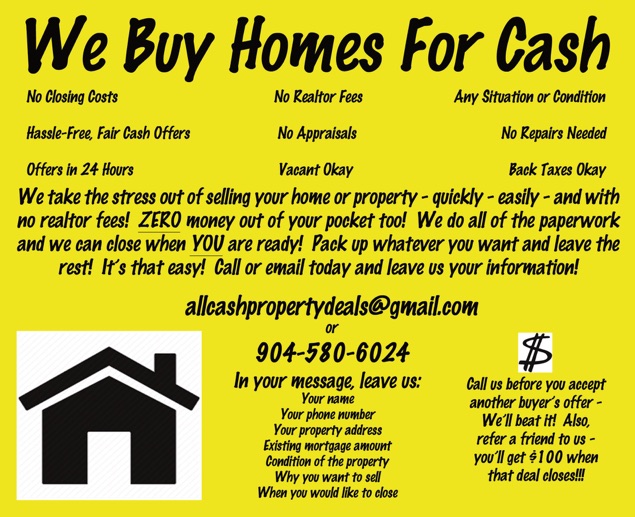 We Buy Homes For Cash
No Closing Costs
No Realtor Fees
Any Situation or Condition
Hassle-Free, Fair Cash Offers
No Appraisals
No Repairs Needed
Offers in 24 Hours
Vacant Okay
Back Taxes Okay
We take the stress out of selling your home or property - quickly - easily - and with
no realtor fees! ZERO money out of your pocket too! We do all of the paperwork
and we can close when YOU are ready! Pack up whatever you want and leave the
rest! It's that easy! Call or email today and leave us your information!
allcashpropertydeals@gmail.com
or
904-580-6024
In your message, leave us:
Your name
Your phone number
Your property address
Existing mortgage amount
Condition of the property
Why you want to sell
When you would like to close
$
Call us before you accept
another buyer's offer -
We'll beat it! Also,
refer a friend to us -
you'll get $100 when
that deal closes!!!